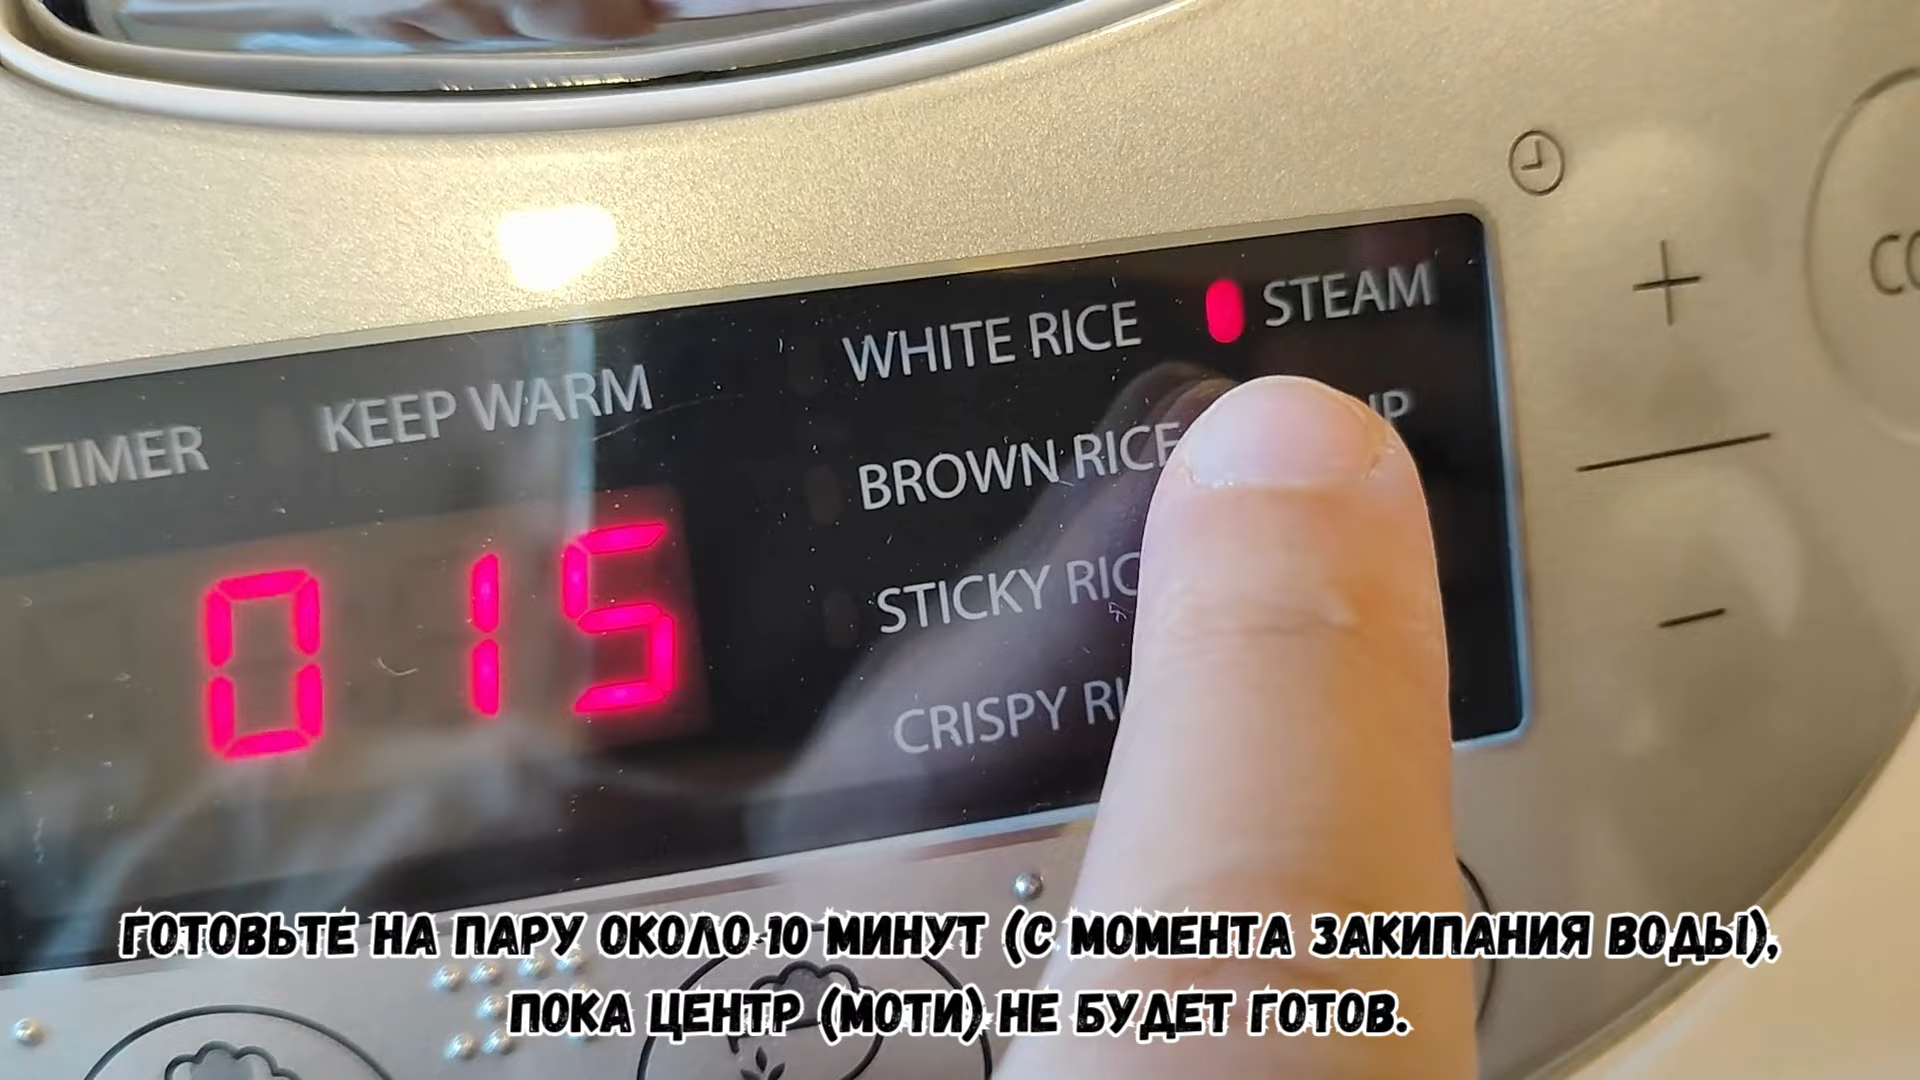 WHITE RICE
STEAM
TIMER
KEEP WARM
BROWN RICE
015
STICKY RIC
CRISPY RI
+
-
ГОТОВЬТЕ НА ПАРУ ОКОЛО 10 МИНУТ (С МОМЕНТА ЗАКИПАНИЯ ВОДЫ),
ПОКА ЦЕНТР (МОТИ) НЕ БУДЕТ ГОТОВ.